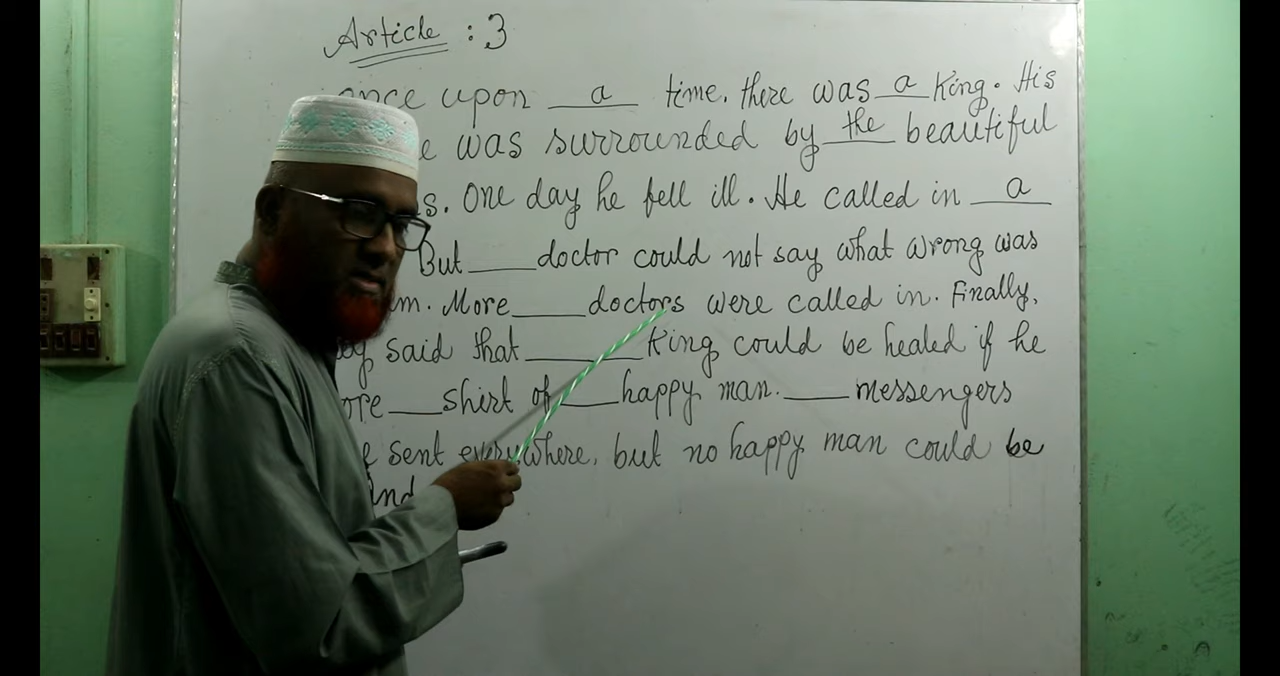 Article : 3
once upon a time. there was a King. His
was surrounded by the beautiful
One day he fell ill. He called in a
But ____ doctor could not say what wrong was
More ____ doctors were called in. Finally,
said that ____ King could be healed if he
____ shirt of ____ happy man. ____ messengers
sent everywhere, but no happy man could be